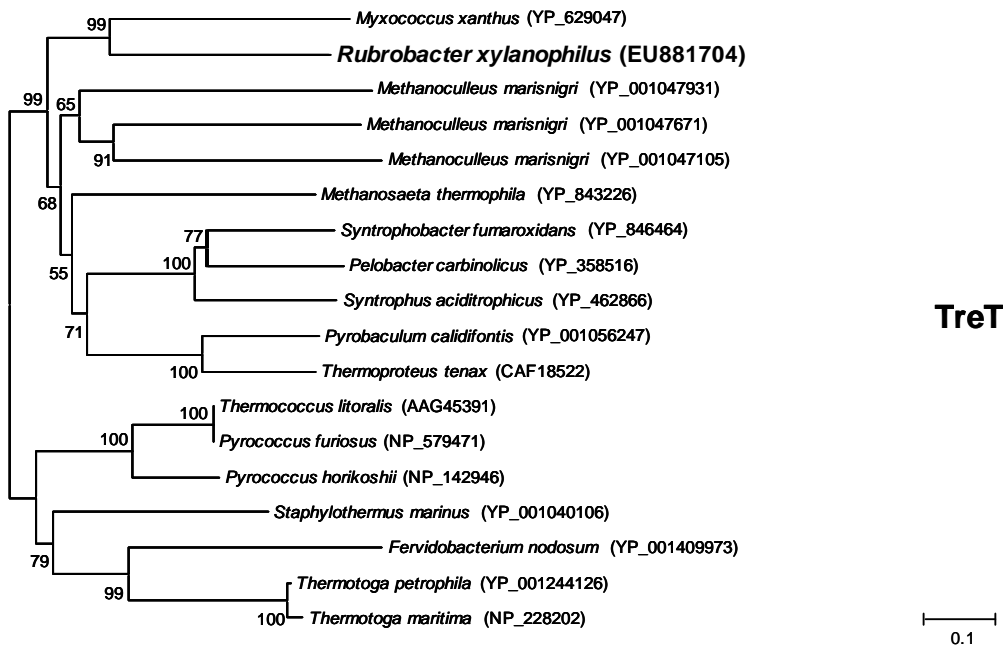 99
Myxococcus xanthus (YP_629047)
Rubrobacter xylanophilus (EU881704)
99
65
Methanoculleus marisnigri (YP_001047931)
Methanoculleus marisnigri (YP_001047671)
91
Methanoculleus marisnigri (YP_001047105)
68
Methanosaeta thermophila (YP_843226)
77
Syntrophobacter fumaroxidans (YP_846464)
100
Pelobacter carbinolicus (YP_358516)
55
Syntrophus aciditrophicus (YP_462866)
71
Pyrobaculum calidifontis (YP_001056247)
TreT
100
Thermoproteus tenax (CAF18522)
100
Thermococcus litoralis (AAG45391)
100
Pyrococcus furiosus (NP_579471)
Pyrococcus horikoshii (NP_142946)
Staphylothermus marinus (YP_001040106)
79
Fervidobacterium nodosum (YP_001409973)
99
Thermotoga petrophila (YP_001244126)
100
Thermotoga maritima (NP_228202)
0.1